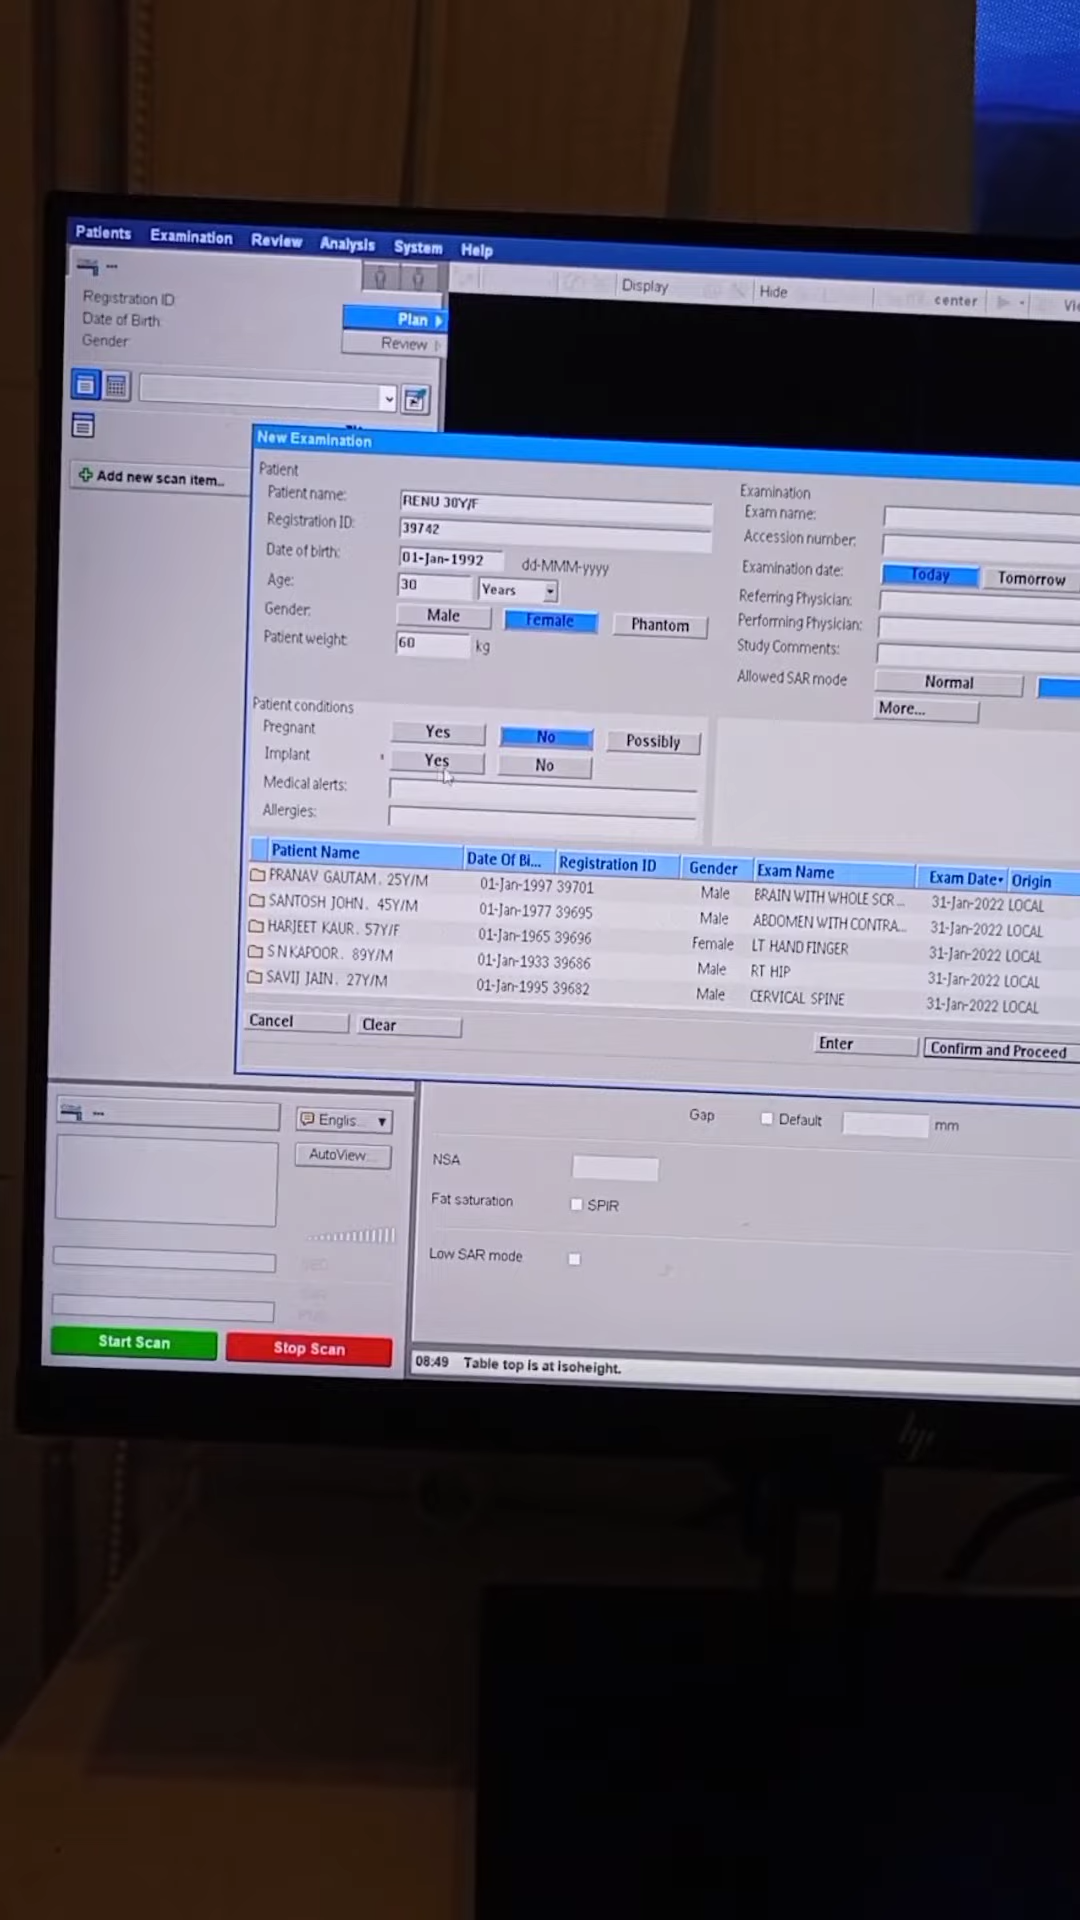 Patients Examination Review Analysis System Help
Display Hide center
Registration ID
Date of Birth
Gender
Plan
Review
Add new scan item...
New Examination
Patient
Patient name: RENU 30Y/F
Registration ID: 39742
Date of birth: 01-Jan-1992 dd-MMM-yyyy
Age: 30 Years
Gender: Male Female Phantom
Patient weight: 60 kg
Examination
Exam name:
Accession number:
Examination date: Today Tomorrow
Referring Physician:
Performing Physician:
Study Comments:
Allowed SAR mode Normal
More...
Patient conditions
Pregnant Yes No Possibly
Implant Yes No
Medical alerts:
Allergies:
Patient Name Date Of Bi... Registration ID Gender Exam Name Exam Date Origin
PRANAV GAUTAM. 25Y/M 01-Jan-1997 39701 Male BRAIN WITH WHOLE SCR... 31-Jan-2022 LOCAL
SANTOSH JOHN. 45Y/M 01-Jan-1977 39695 Male ABDOMEN WITH CONTRA... 31-Jan-2022 LOCAL
HARJEET KAUR. 57Y/F 01-Jan-1965 39696 Female LT HAND FINGER 31-Jan-2022 LOCAL
S N KAPOOR. 89Y/M 01-Jan-1933 39686 Male RT HIP 31-Jan-2022 LOCAL
SAVIJ JAIN. 27Y/M 01-Jan-1995 39682 Male CERVICAL SPINE 31-Jan-2022 LOCAL
Cancel Clear Enter Confirm and Proceed
Englis...
AutoView...
Gap Default mm
NSA
Fat saturation SPIR
Low SAR mode
Start Scan Stop Scan
08:49 Table top is at isoheight.
hp